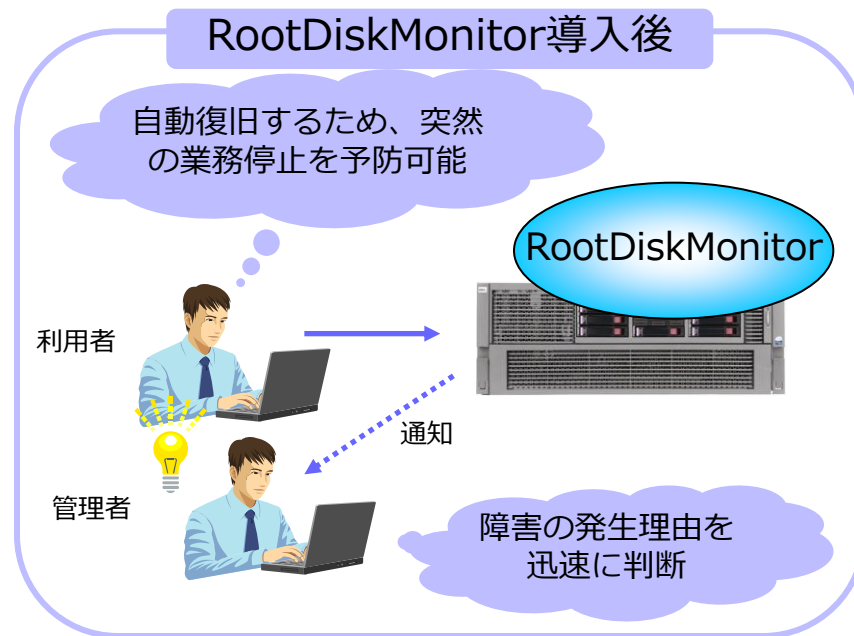 RootDiskMonitor導入後
自動復旧するため、突然
の業務停止を予防可能
RootDiskMonitor
利用者
通知
管理者
障害の発生理由を
迅速に判断